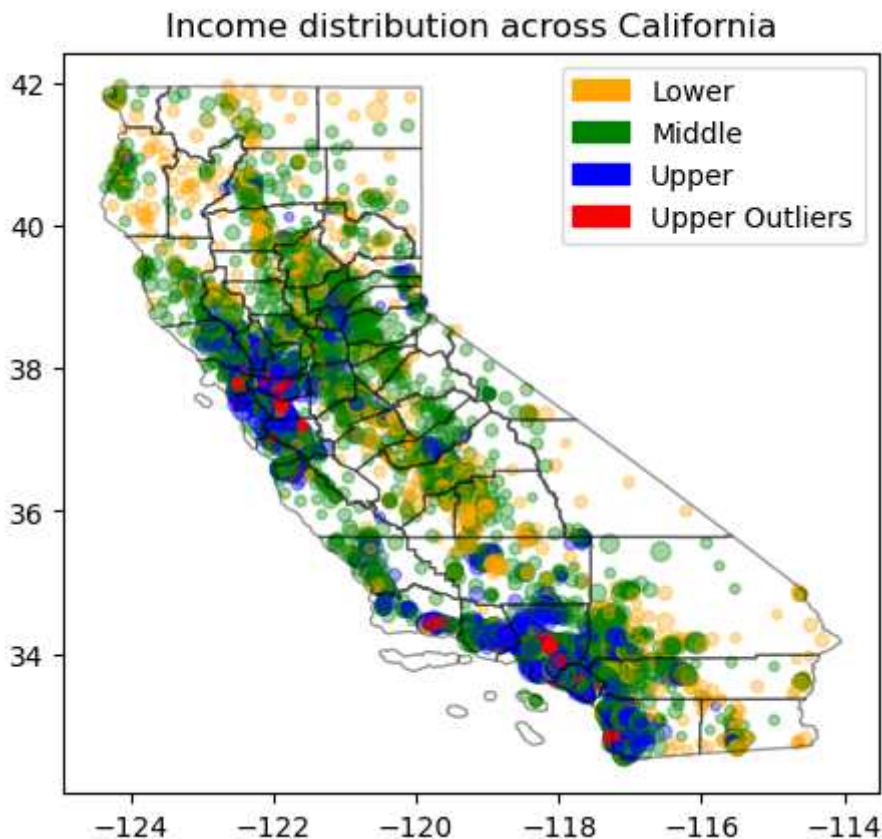 Income distribution across California
Lower
Middle
Upper
Upper Outliers
42
40
38
36
34
−124
−122
−120
−118
−116
−114